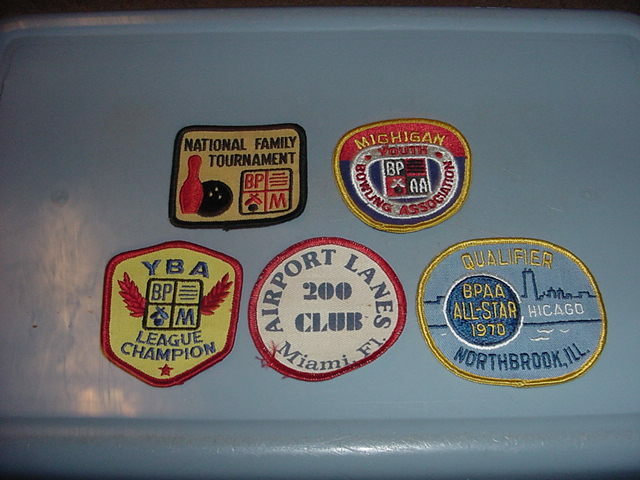 NATIONAL FAMILY
TOURNAMENT
BP
M
MICHIGAN
YOUTH
BOWLING ASSOCIATION
BP
AA
YBA
BP
M
LEAGUE
CHAMPION
AIRPORT LANES
200
CLUB
Miami, Fl.
QUALIFIER
BPAA
ALL-STAR
1970
HICAGO
NORTHBROOK, ILL.